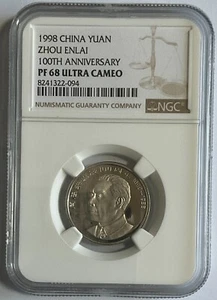 1998 CHINA YUAN
ZHOU ENLAI
100TH ANNIVERSARY
PF 68 ULTRA CAMEO
8241322-094
NUMISMATIC GUARANTY COMPANY
NGC